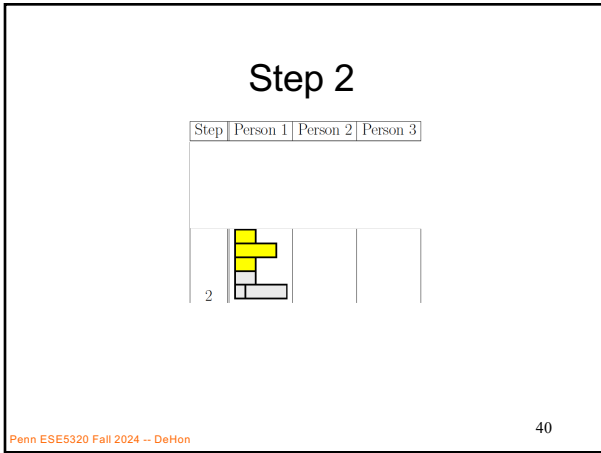 Step 2
Step Person 1 Person 2 Person 3
2
40
Penn ESE5320 Fall 2024 -- DeHon